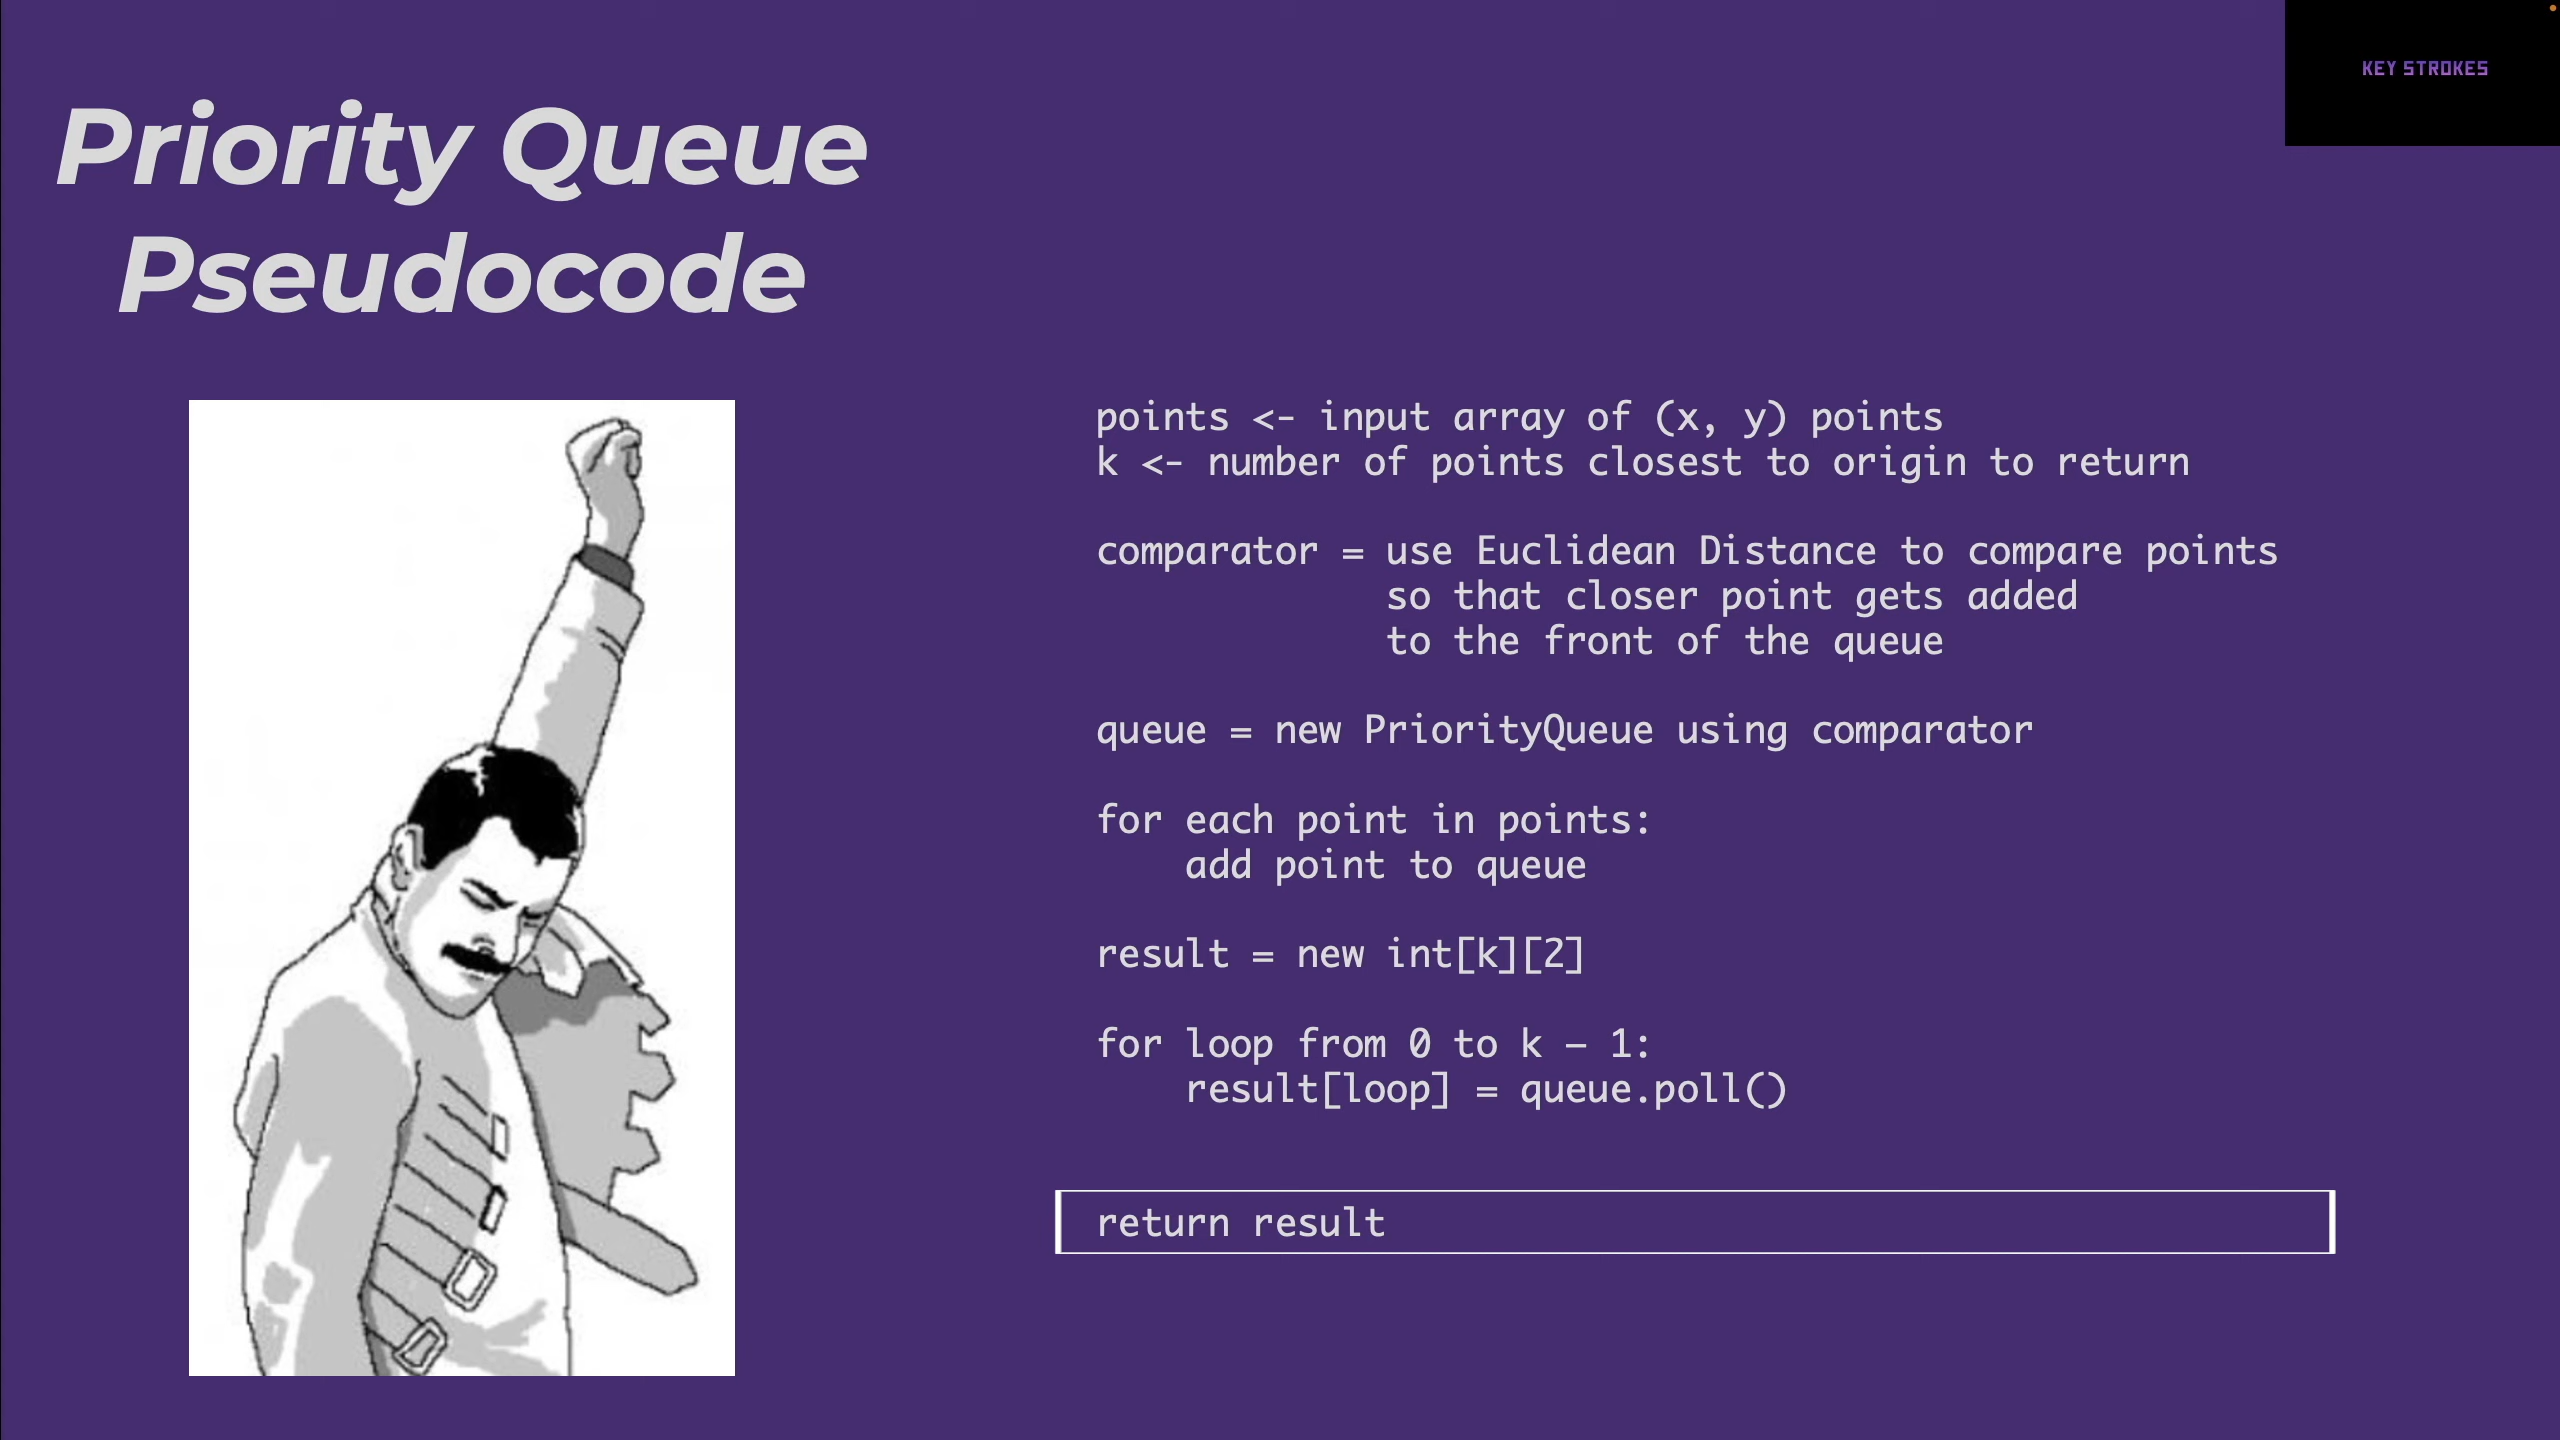 KEY STROKES
Priority Queue
Pseudocode
points <- input array of (x, y) points
k <- number of points closest to origin to return
comparator = use Euclidean Distance to compare points
so that closer point gets added
to the front of the queue
queue = new PriorityQueue using comparator
for each point in points:
add point to queue
result = new int[k][2]
for loop from 0 to k – 1:
result[loop] = queue.poll()
return result